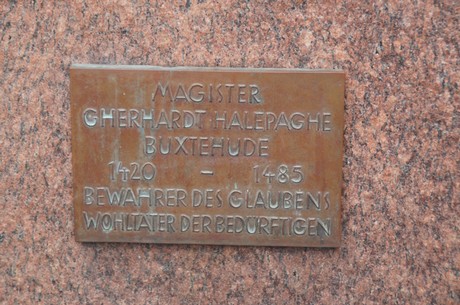 MAGISTER
GHERHARDT HALEPAGHE
BUXTEHUDE
1420 – 1485
BEWAHRER DES GLAUBENS
WOHLTÄTER DER BEDÜRFTIGEN